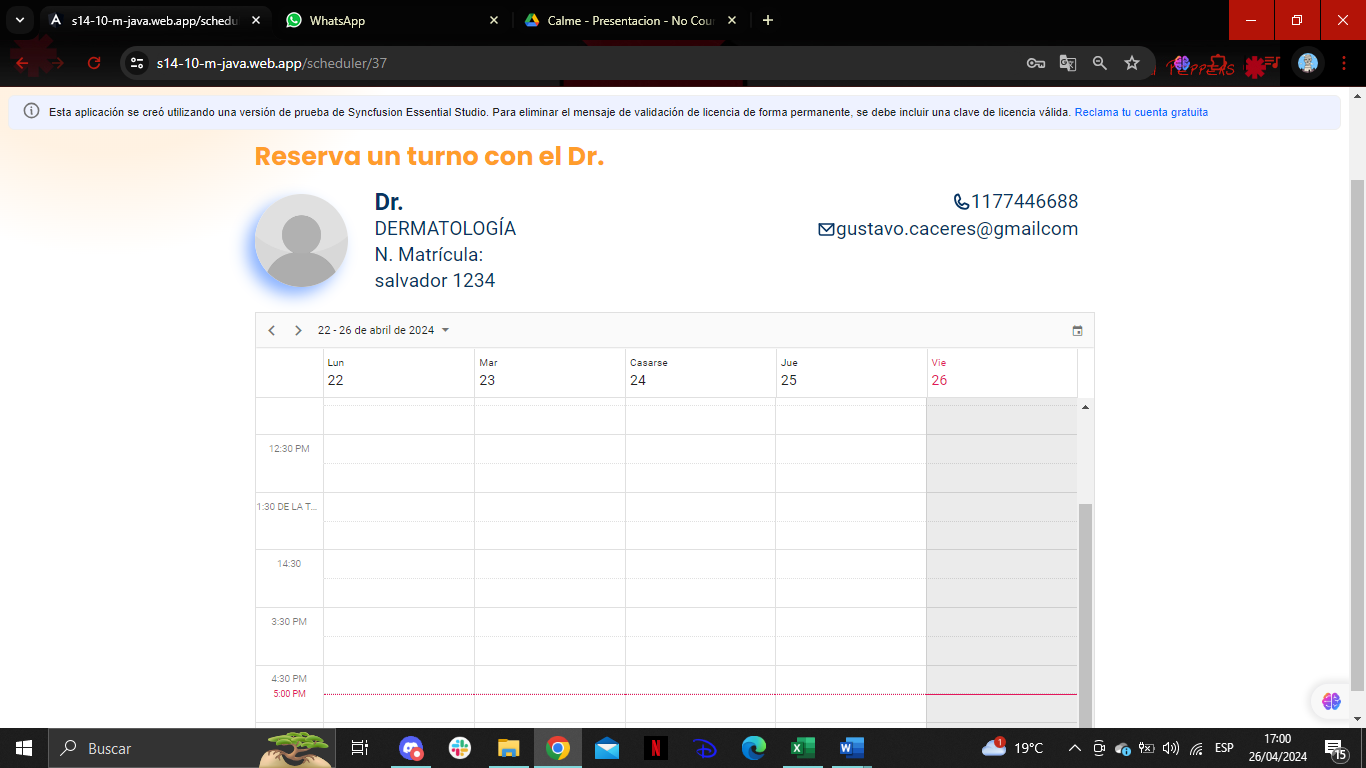 s14-10-m-java.web.app/schedu
WhatsApp
Calme - Presentacion - No Cour
s14-10-m-java.web.app/scheduler/37
PEPPERS
Esta aplicación se creó utilizando una versión de prueba de Syncfusion Essential Studio. Para eliminar el mensaje de validación de licencia de forma permanente, se debe incluir una clave de licencia válida. Reclama tu cuenta gratuita
Reserva un turno con el Dr.
Dr.
DERMATOLOGÍA
N. Matrícula:
salvador 1234
1177446688
gustavo.caceres@gmailcom
22 - 26 de abril de 2024
Lun
22
Mar
23
Casarse
24
Jue
25
Vie
26
12:30 PM
1:30 DE LA T...
14:30
3:30 PM
4:30 PM
5:00 PM
Buscar
1
19°C
ESP
17:00
26/04/2024
15